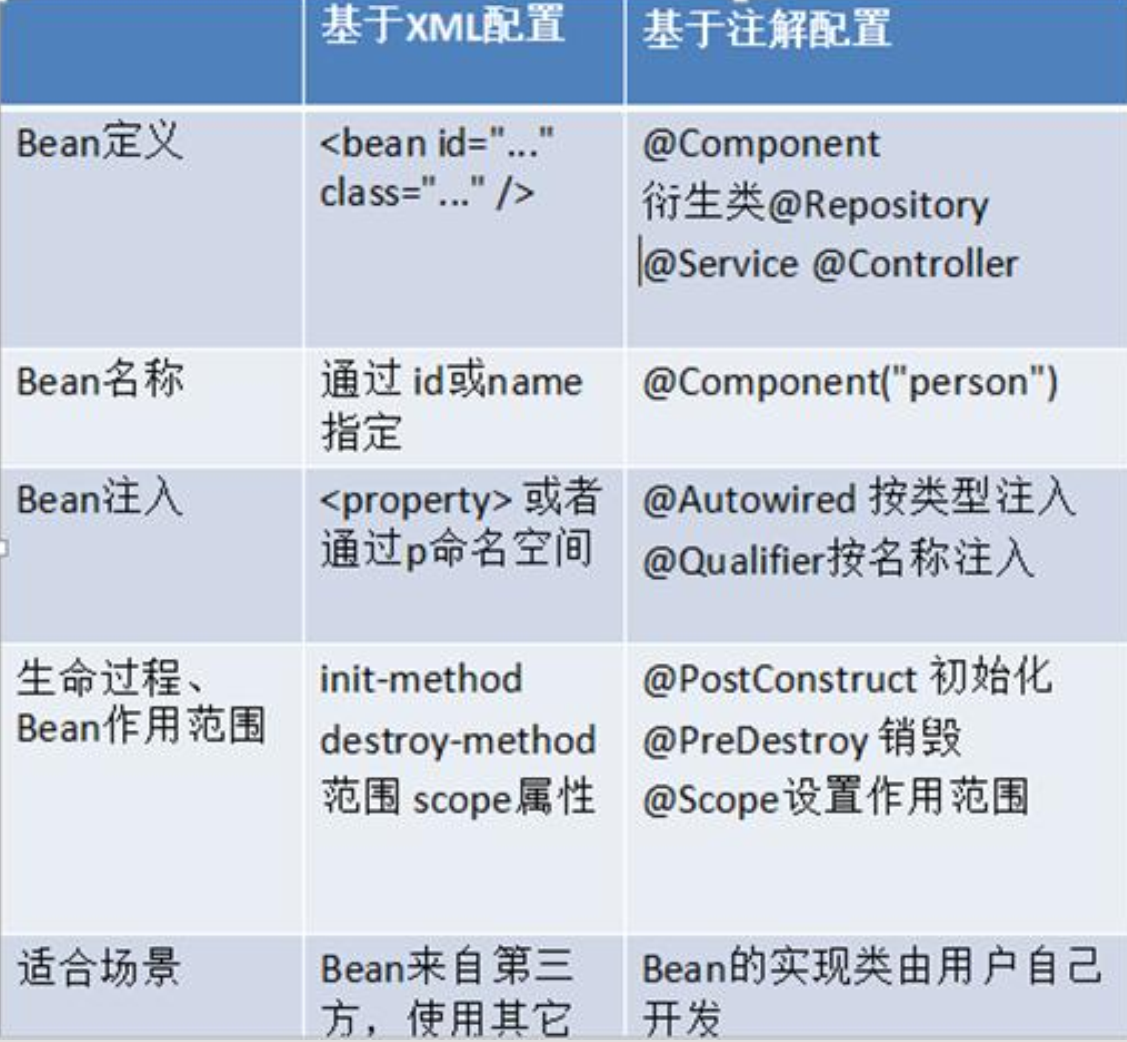 基于XML配置
基于注解配置
Bean定义
<bean id="..."
class="..." />
@Component
衍生类@Repository
@Service @Controller
Bean名称
通过 id或name
指定
@Component("person")
Bean注入
<property> 或者
通过p命名空间
@Autowired 按类型注入
@Qualifier按名称注入
生命过程、
Bean作用范围
init-method
destroy-method
范围 scope属性
@PostConstruct 初始化
@PreDestroy 销毁
@Scope设置作用范围
适合场景
Bean来自第三
方，使用其它
Bean的实现类由用户自己
开发